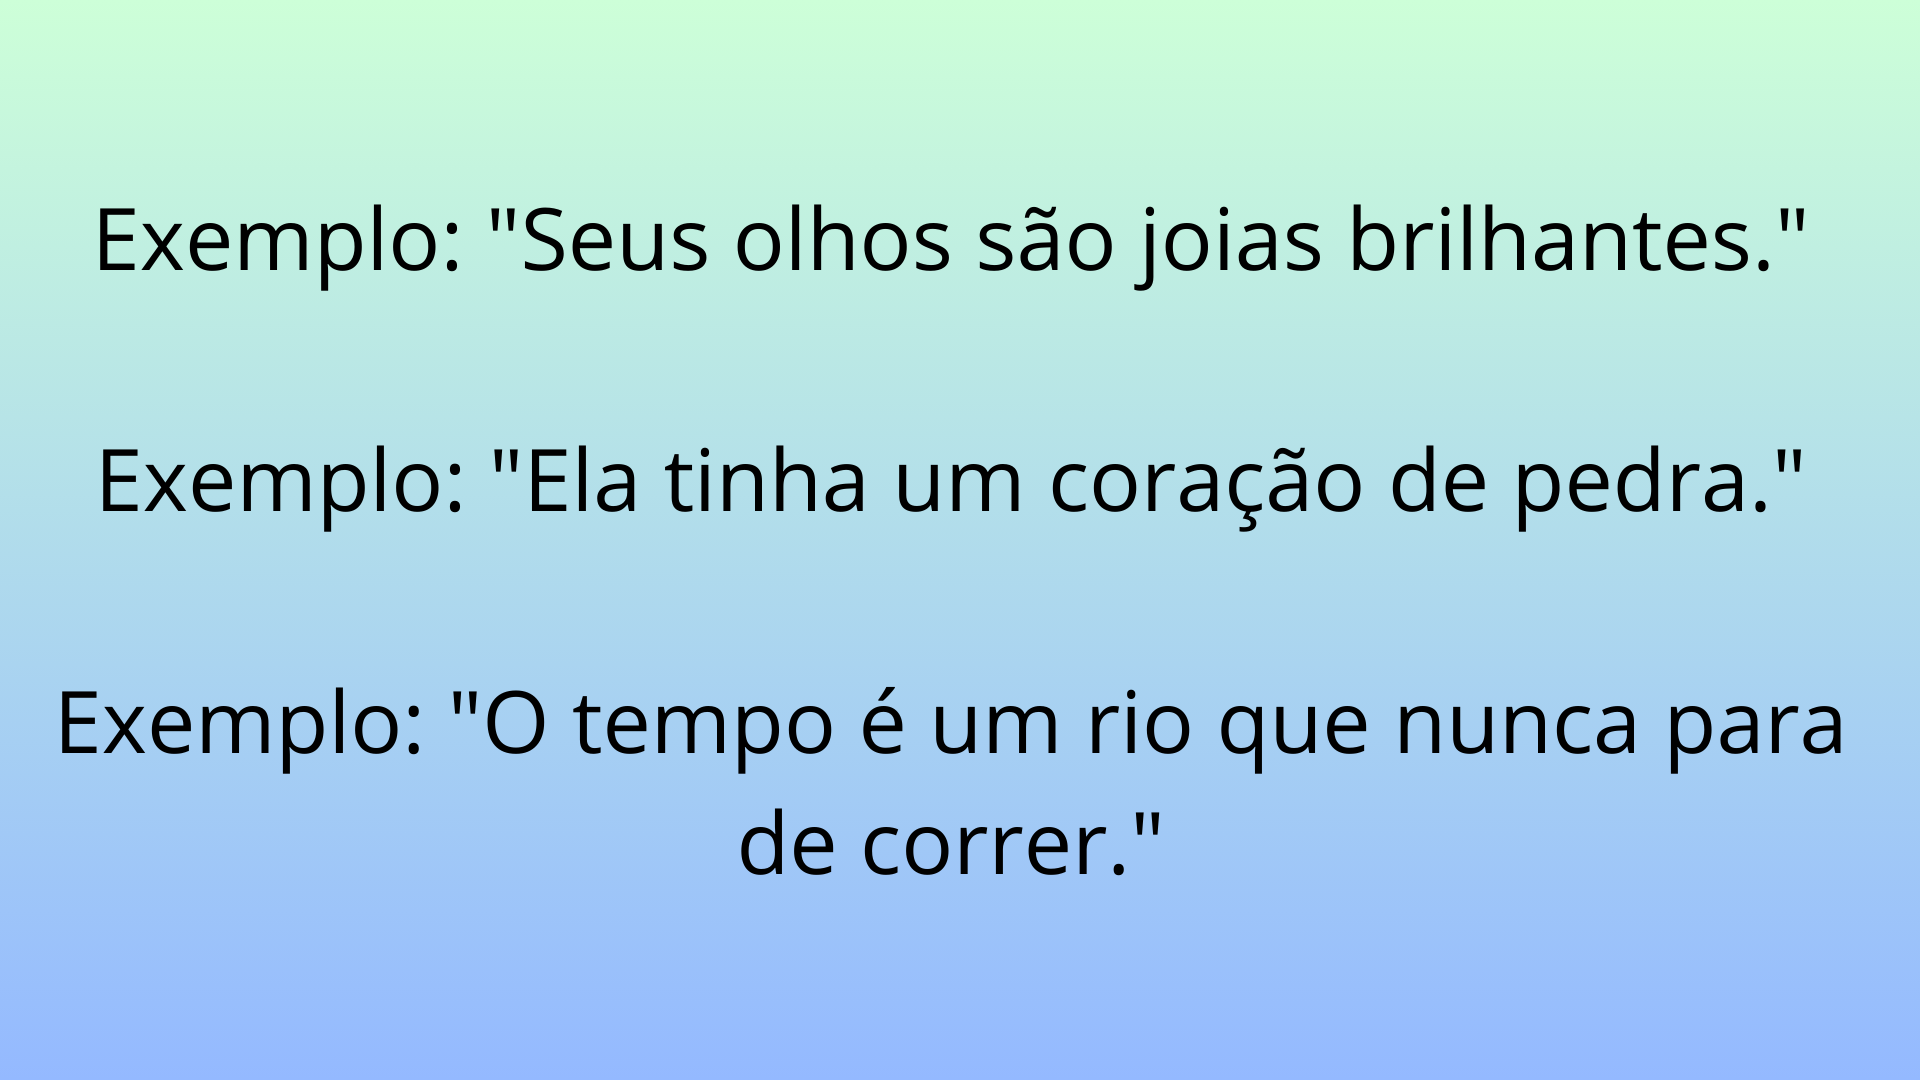 Exemplo: "Seus olhos são joias brilhantes."
Exemplo: "Ela tinha um coração de pedra."
Exemplo: "O tempo é um rio que nunca para
de correr."